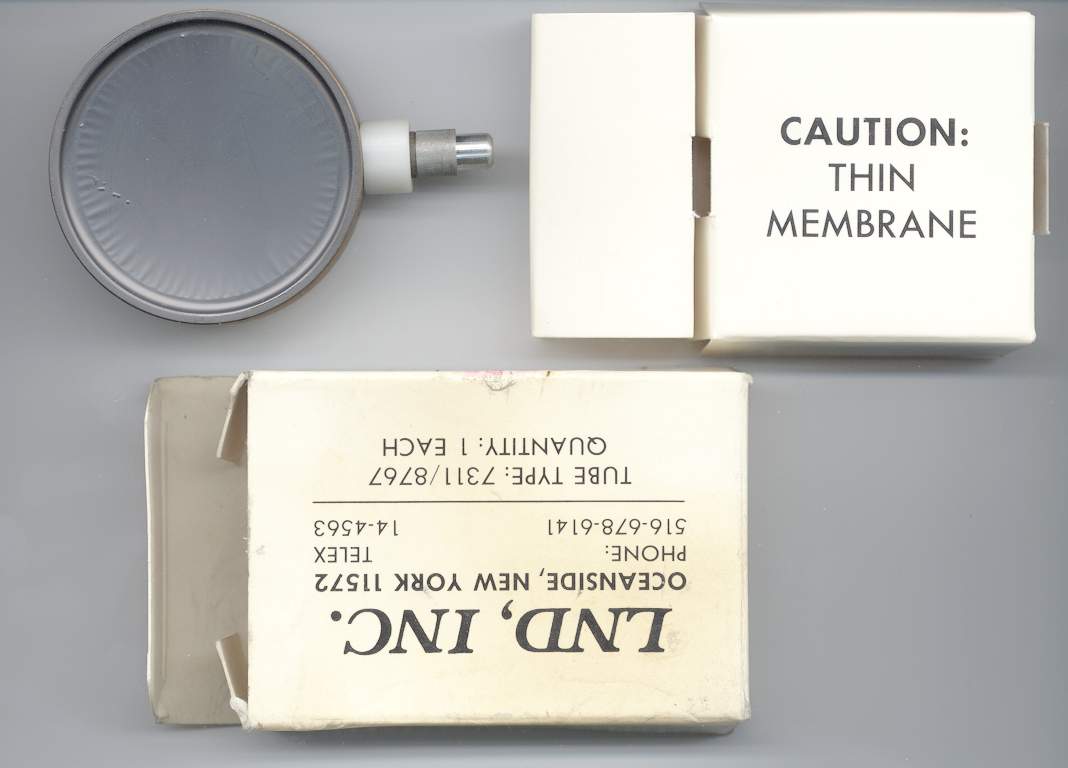 CAUTION:
THIN
MEMBRANE
LND, INC.
OCEANSIDE, NEW YORK 11572
PHONE: TELEX
516-678-6141 14-4563
TUBE TYPE: 7311/8767
QUANTITY: 1 EACH